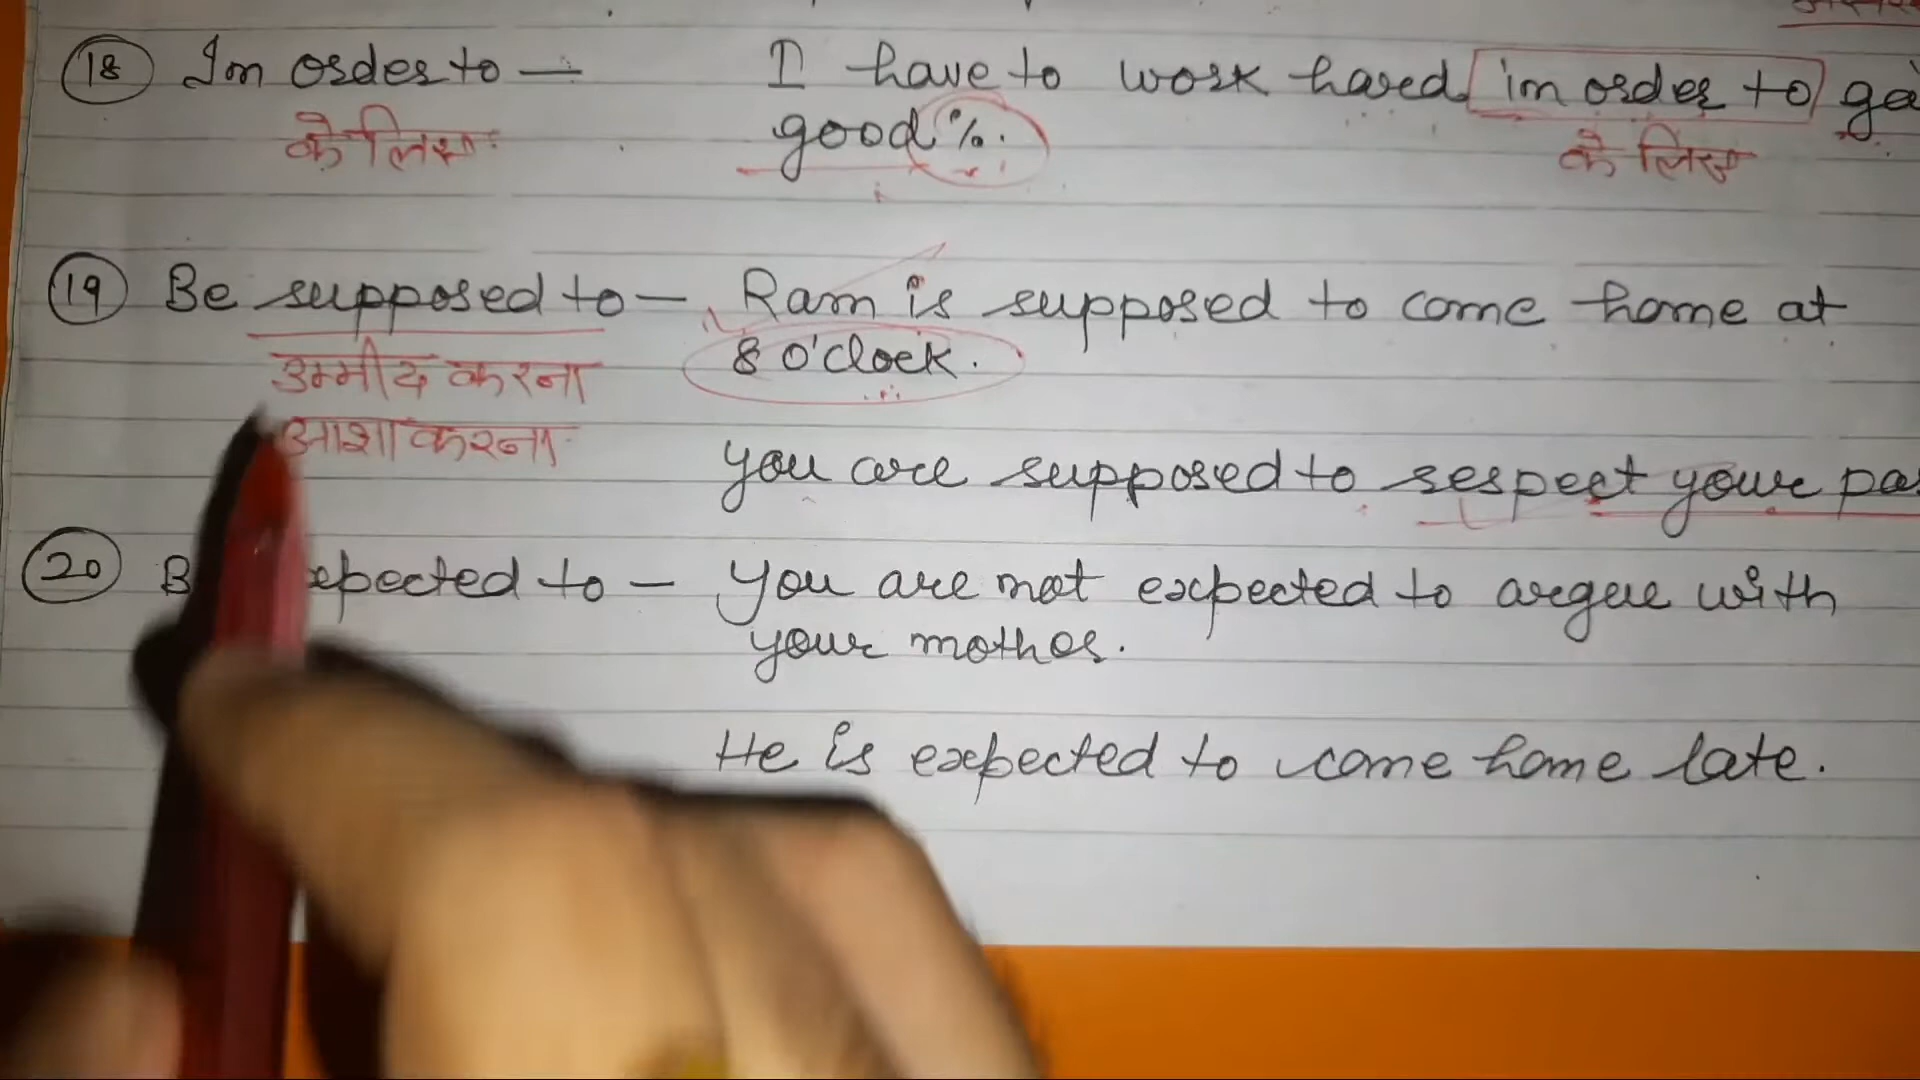 18 In order to — I have to work hard in order to
के लिए good %. के लिए
19 Be supposed to — Ram is supposed to come home at
उम्मीद करना 8 o'clock.
आशा करना
you are supposed to respect your
20 to — You are not expected to argue with
your mother.
He is expected to come home late.